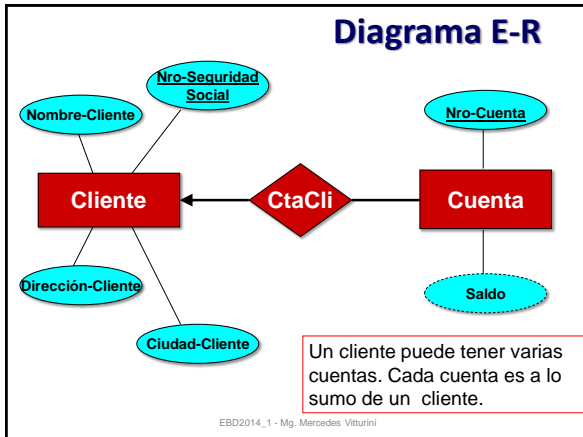 Diagrama E-R
Nro-Seguridad
Social
Nombre-Cliente
Nro-Cuenta
Cliente
CtaCli
Cuenta
Dirección-Cliente
Saldo
Ciudad-Cliente
Un cliente puede tener varias
cuentas. Cada cuenta es a lo
sumo de un cliente.
EBD2014_1 - Mg. Mercedes Vitturini